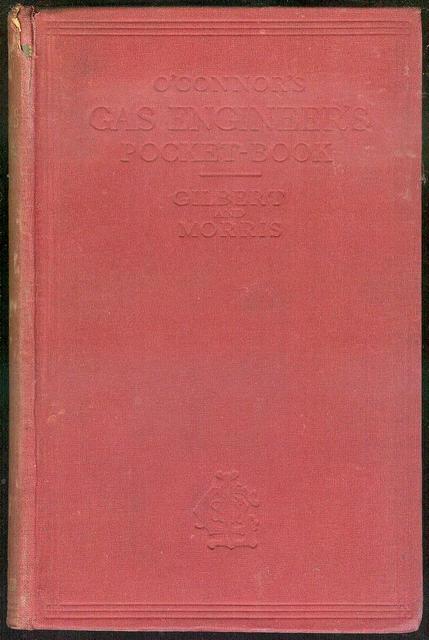 O'CONNOR'S
GAS ENGINEER'S
POCKET-BOOK
GILBERT
AND
MORRIS